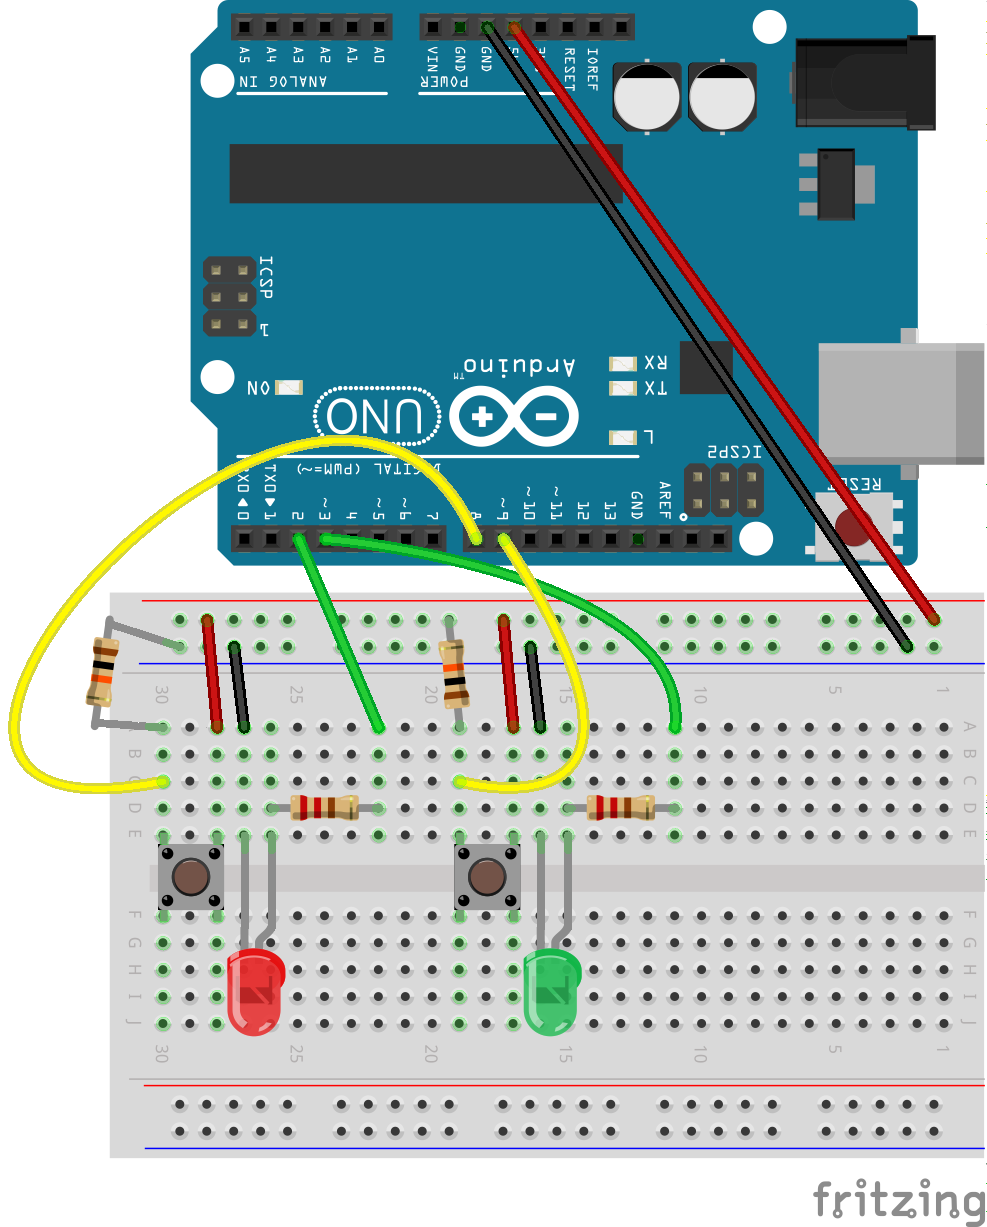 A5 A4 A3 A2 A1 A0
VIN GND GND 5V RESET IOREF
ANALOG IN
POWER
ICSP
1
Arduino
TM
ON
UNO
RX
TX
L
ICSP2
DIGITAL (PWM=~)
RESET
RX0 ◄ 0 TX0 ► 1 2 ~3 4 ~5 ~6 7 8 ~9 ~10 ~11 12 13 GND AREF
30 25 20 15 10 5 1
A A
B B
C C
D D
E E
F F
G G
H H
I I
J J
30 25 20 15 10 5 1
fritzing